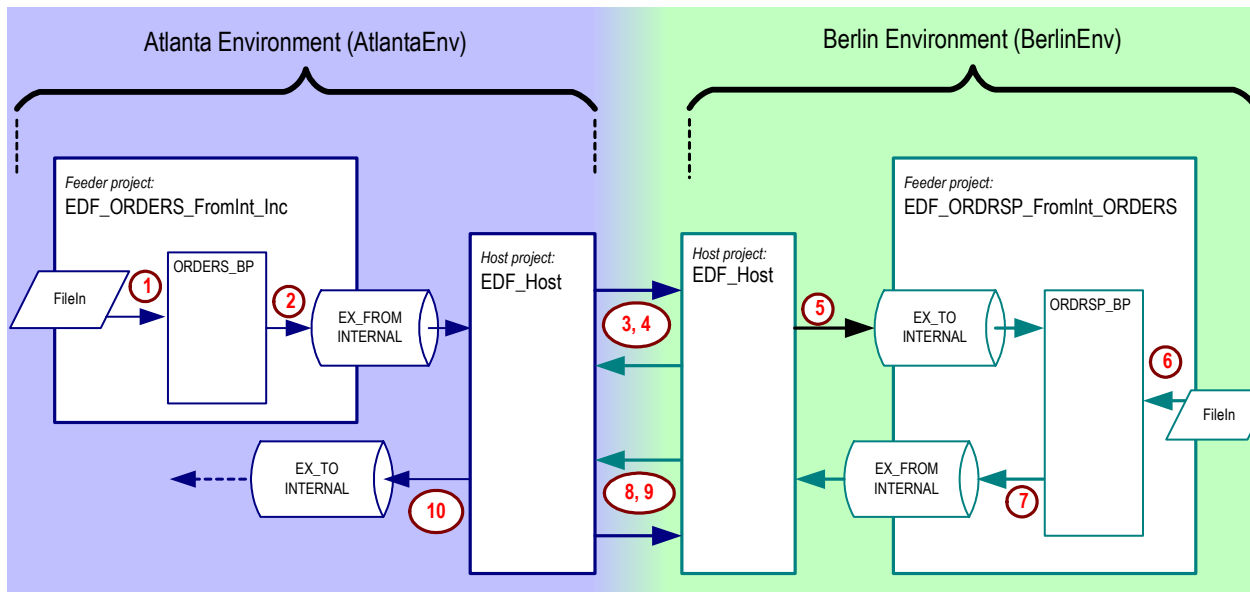 Atlanta Environment (AtlantaEnv)
Berlin Environment (BerlinEnv)
Feeder project:
EDF_ORDERS_FromInt_Inc
FileIn
1
ORDERS_BP
2
EX_FROM
INTERNAL
Host project:
EDF_Host
3, 4
EX_TO
INTERNAL
10
8, 9
Host project:
EDF_Host
5
Feeder project:
EDF_ORDRSP_FromInt_ORDERS
EX_TO
INTERNAL
ORDRSP_BP
6
FileIn
EX_FROM
INTERNAL
7